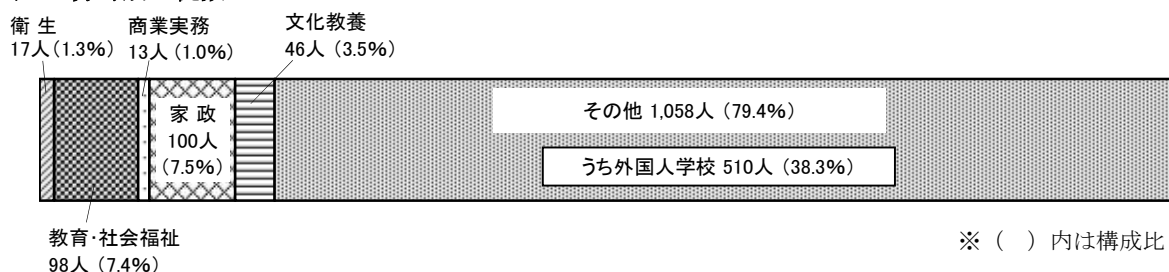 衛 生
17人(1.3%)
商業実務
13人(1.0%)
文化教養
46人(3.5%)
家 政
100人
(7.5%)
その他 1,058人(79.4%)
うち外国人学校 510人(38.3%)
教育･社会福祉
98人(7.4%)
※( )内は構成比